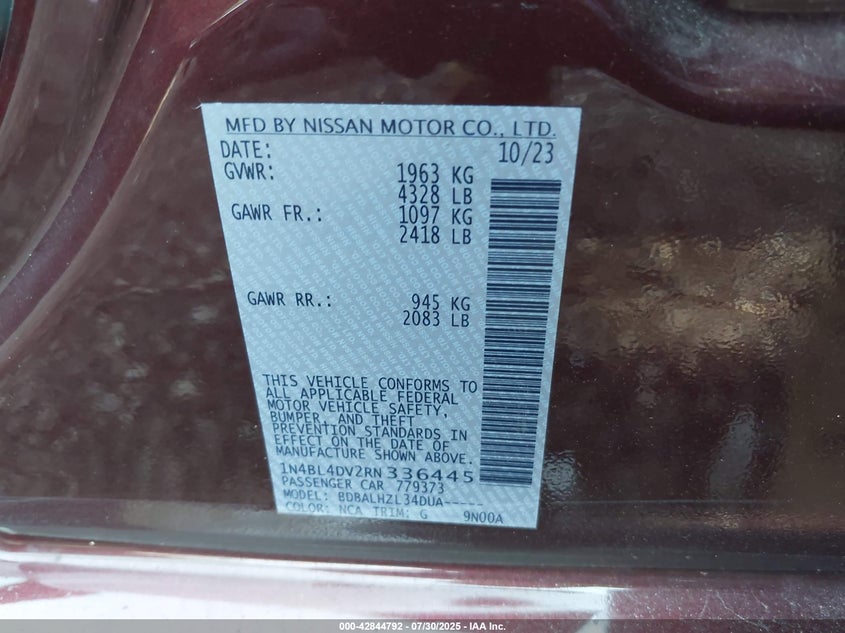 MFD BY NISSAN MOTOR CO., LTD.
DATE: 10/23
GVWR: 1963 KG
4328 LB
GAWR FR.: 1097 KG
2418 LB
GAWR RR.: 945 KG
2083 LB
THIS VEHICLE CONFORMS TO
ALL APPLICABLE FEDERAL
MOTOR VEHICLE SAFETY,
BUMPER, AND THEFT
PREVENTION STANDARDS IN
EFFECT ON THE DATE OF
MANUFACTURE SHOWN ABOVE.
1N4BL4DV2RN336445
PASSENGER CAR 779373
MODEL: BDBALHZL34DUA-----
COLOR: NCA TRIM: G 9N00A
000-42844792 - 07/30/2025 - IAA Inc.